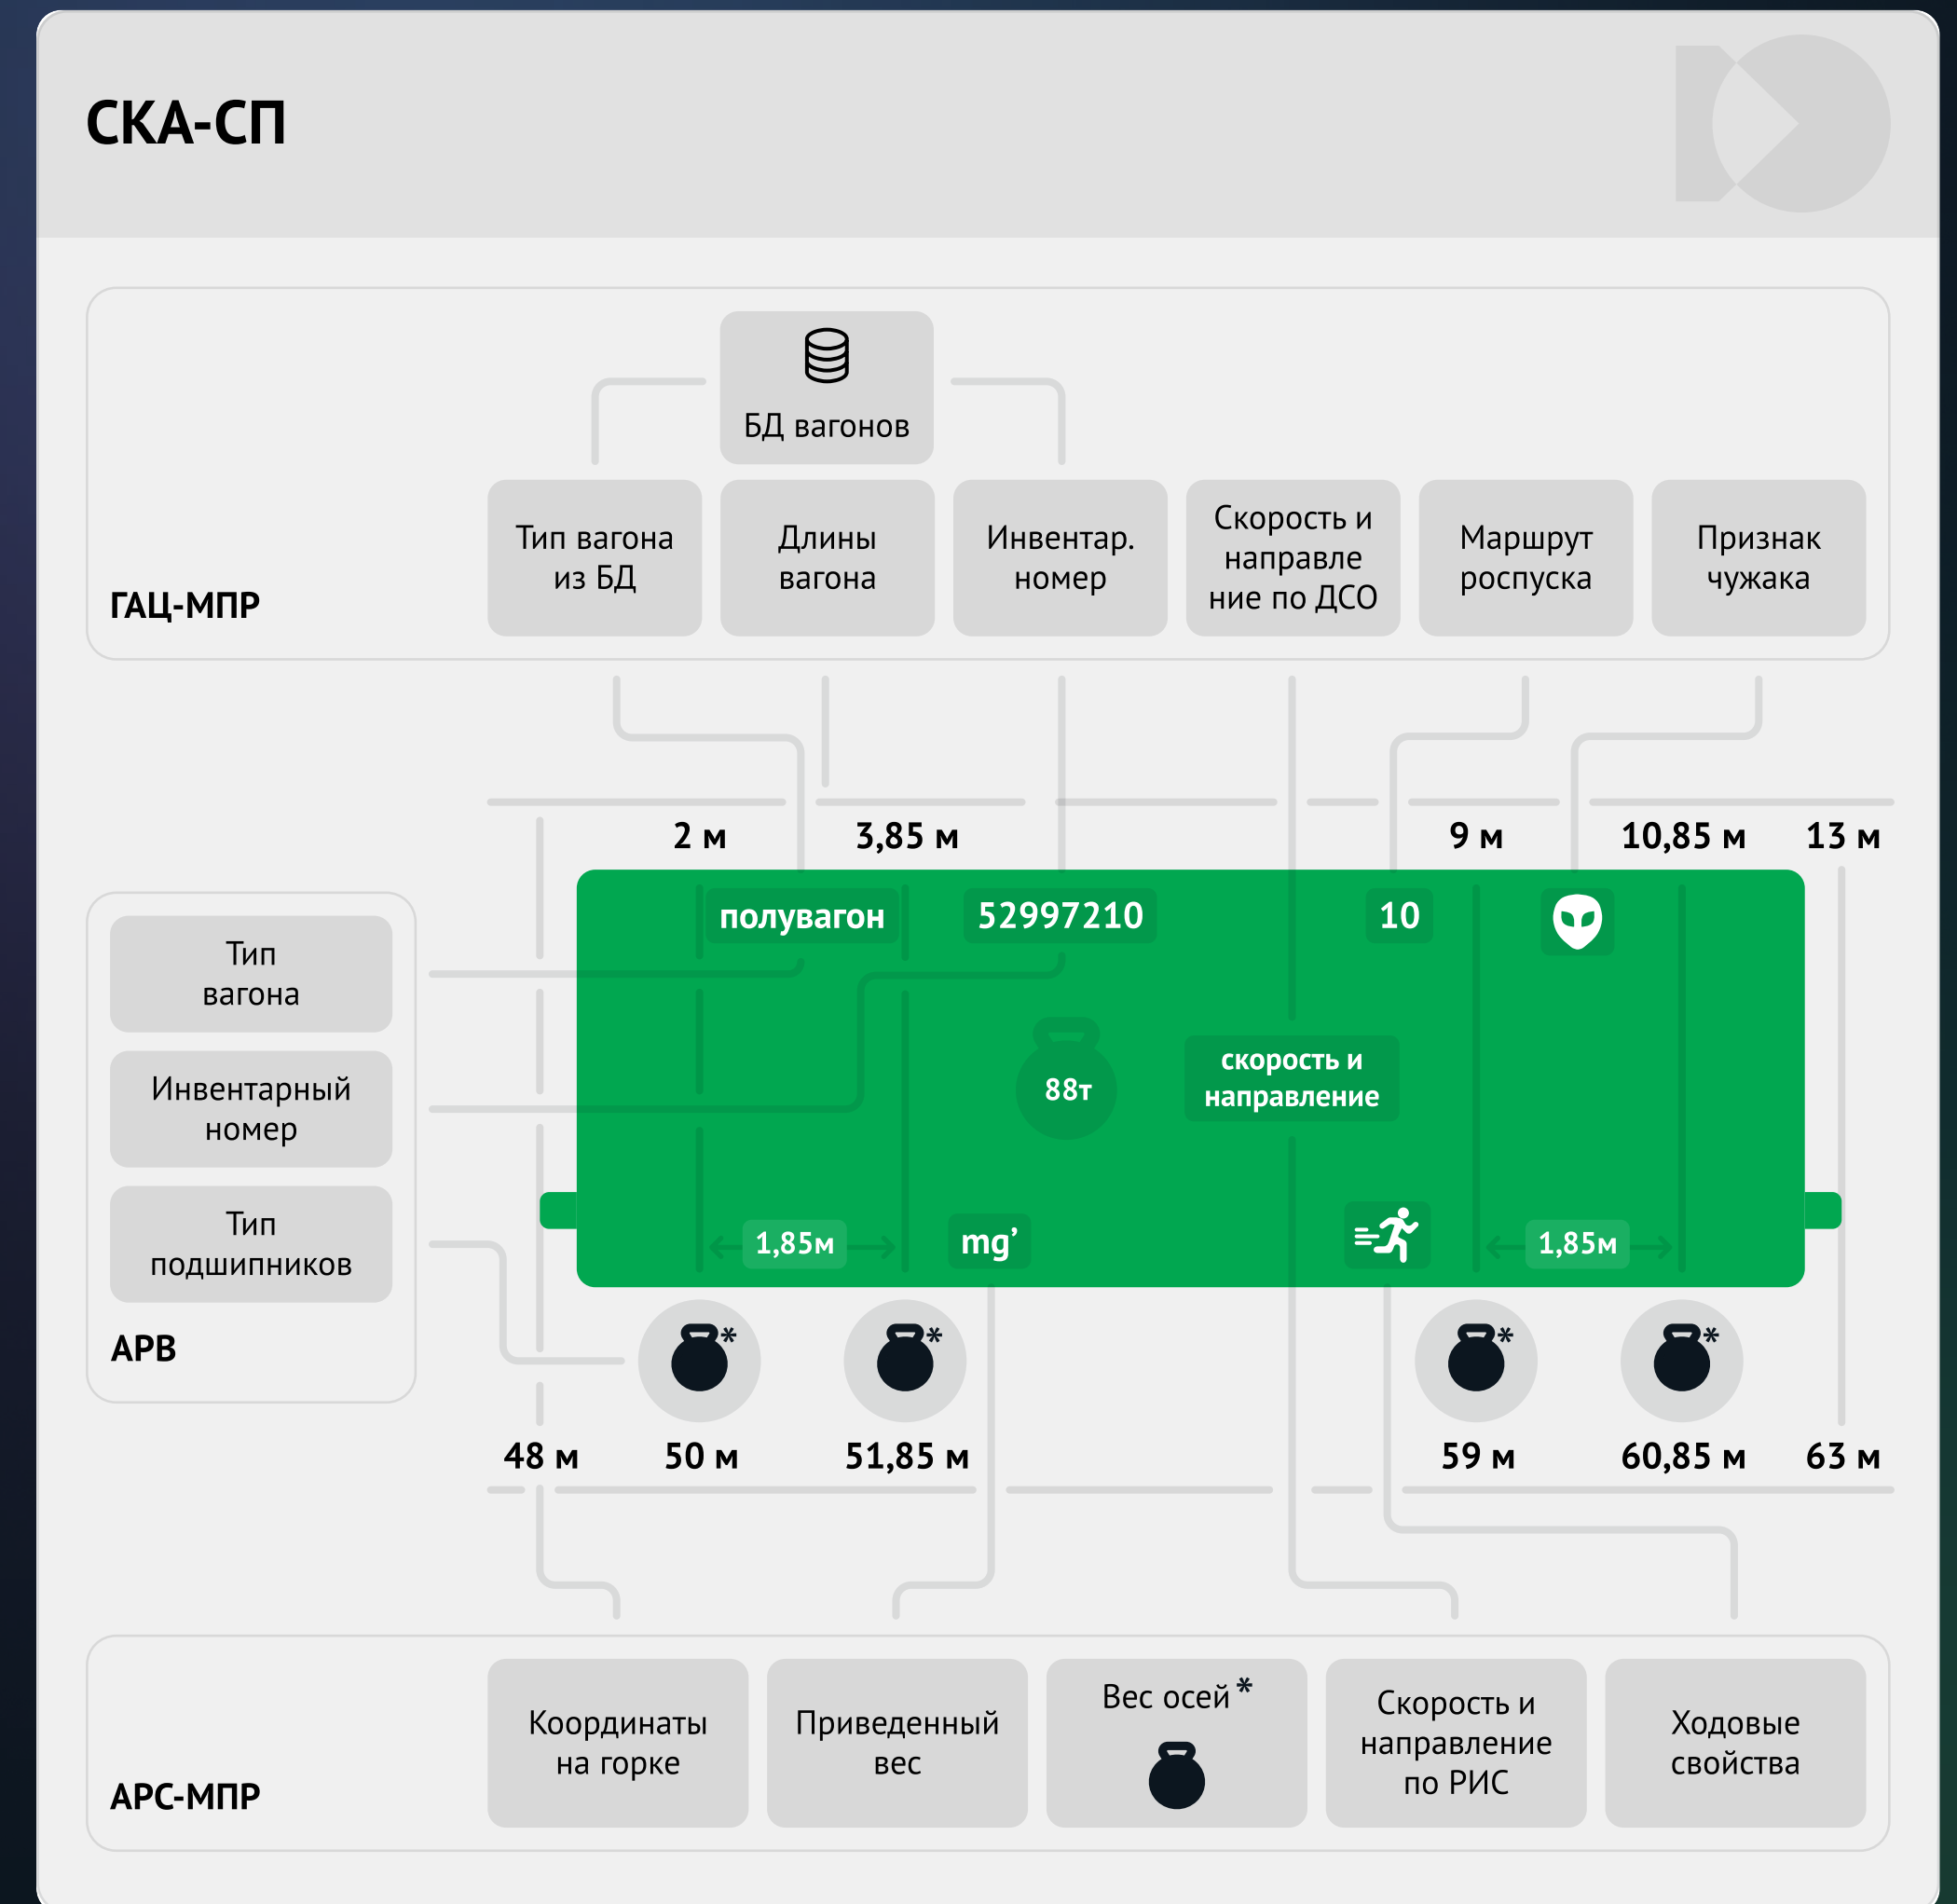 СКА-СП
БД вагонов
Тип вагона
из БД
Длины
вагона
Инвентар.
номер
Скорость и
направле
ние по ДСО
Маршрут
роспуска
Признак
чужака
ГАЦ-МПР
2 м
3,85 м
9 м
10,85 м
13 м
полувагон
52997210
10
Тип
вагона
Инвентарный
номер
Тип
подшипников
АРВ
88т
скорость и
направление
1,85м
mg’
1,85м
*
*
*
*
48 м
50 м
51,85 м
59 м
60,85 м
63 м
Координаты
на горке
Приведенный
вес
Вес осей*
Скорость и
направление
по РИС
Ходовые
свойства
АРС-МПР